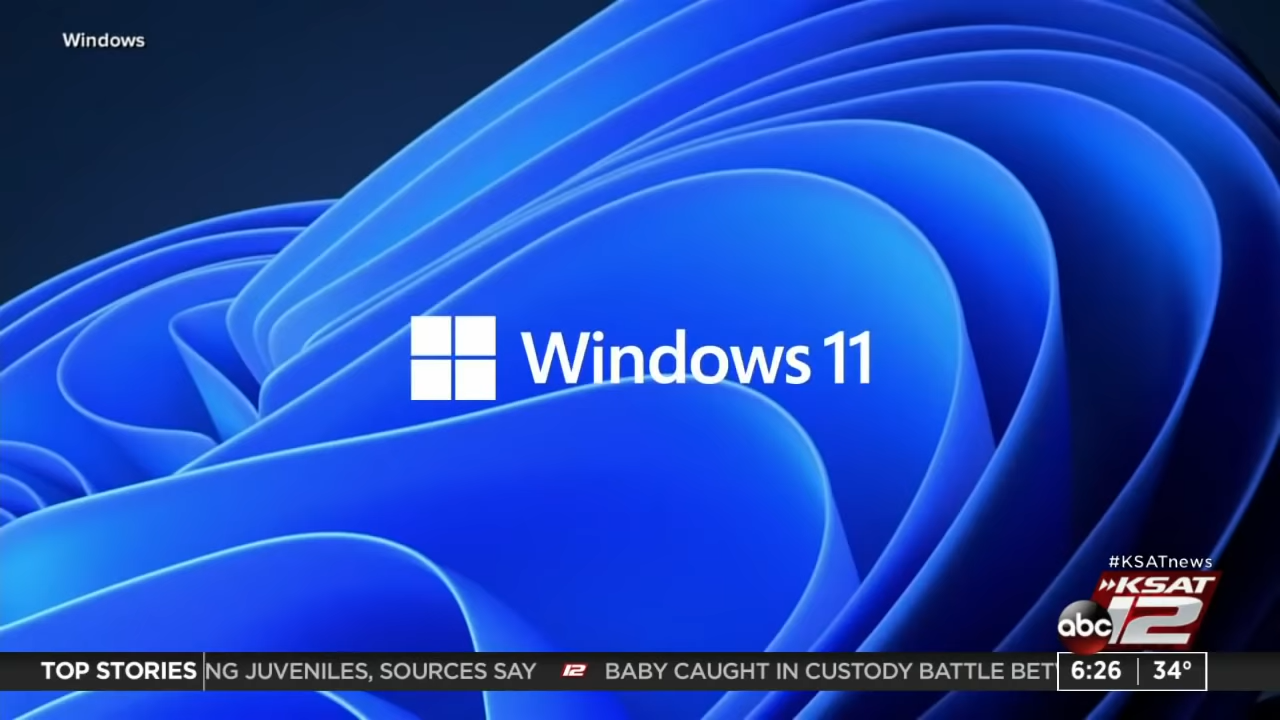 Windows
Windows 11
#KSATnews
KSAT
abc 12
TOP STORIES NG JUVENILES, SOURCES SAY 12 BABY CAUGHT IN CUSTODY BATTLE BET 6:26 34°